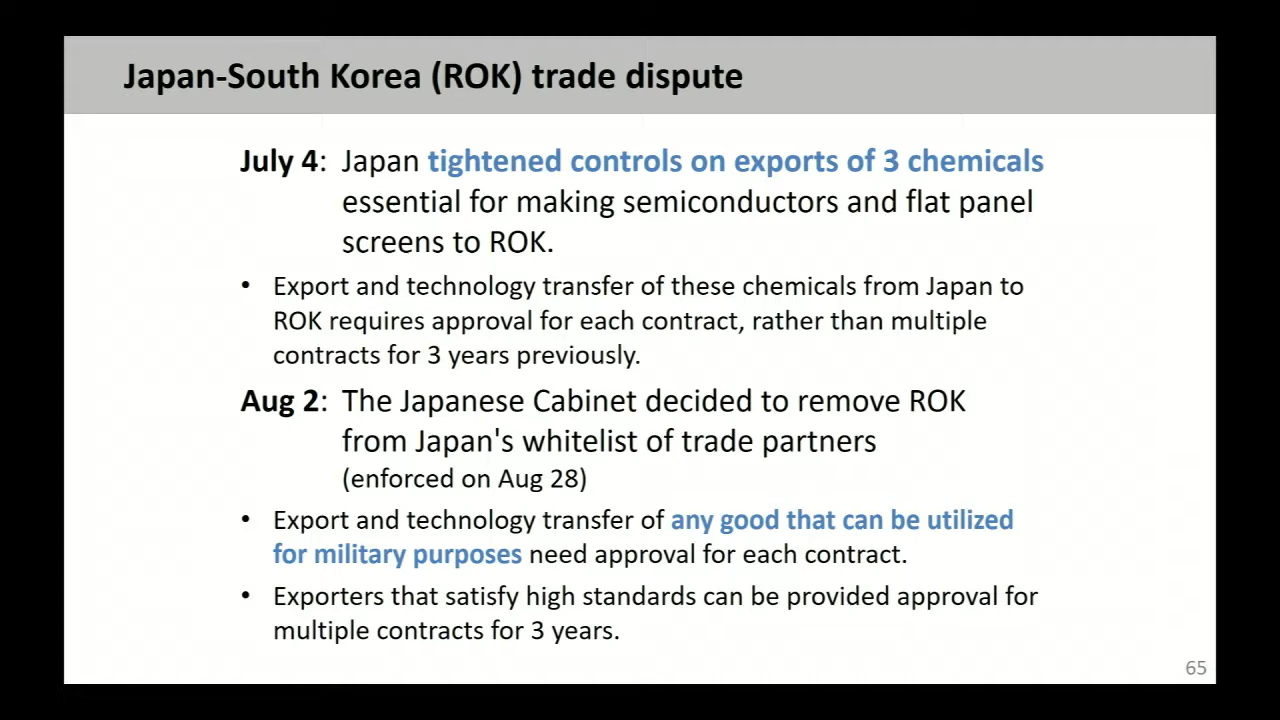 Japan-South Korea (ROK) trade dispute
July 4: Japan tightened controls on exports of 3 chemicals
essential for making semiconductors and flat panel
screens to ROK.
• Export and technology transfer of these chemicals from Japan to
ROK requires approval for each contract, rather than multiple
contracts for 3 years previously.
Aug 2: The Japanese Cabinet decided to remove ROK
from Japan's whitelist of trade partners
(enforced on Aug 28)
• Export and technology transfer of any good that can be utilized
for military purposes need approval for each contract.
• Exporters that satisfy high standards can be provided approval for
multiple contracts for 3 years.
65